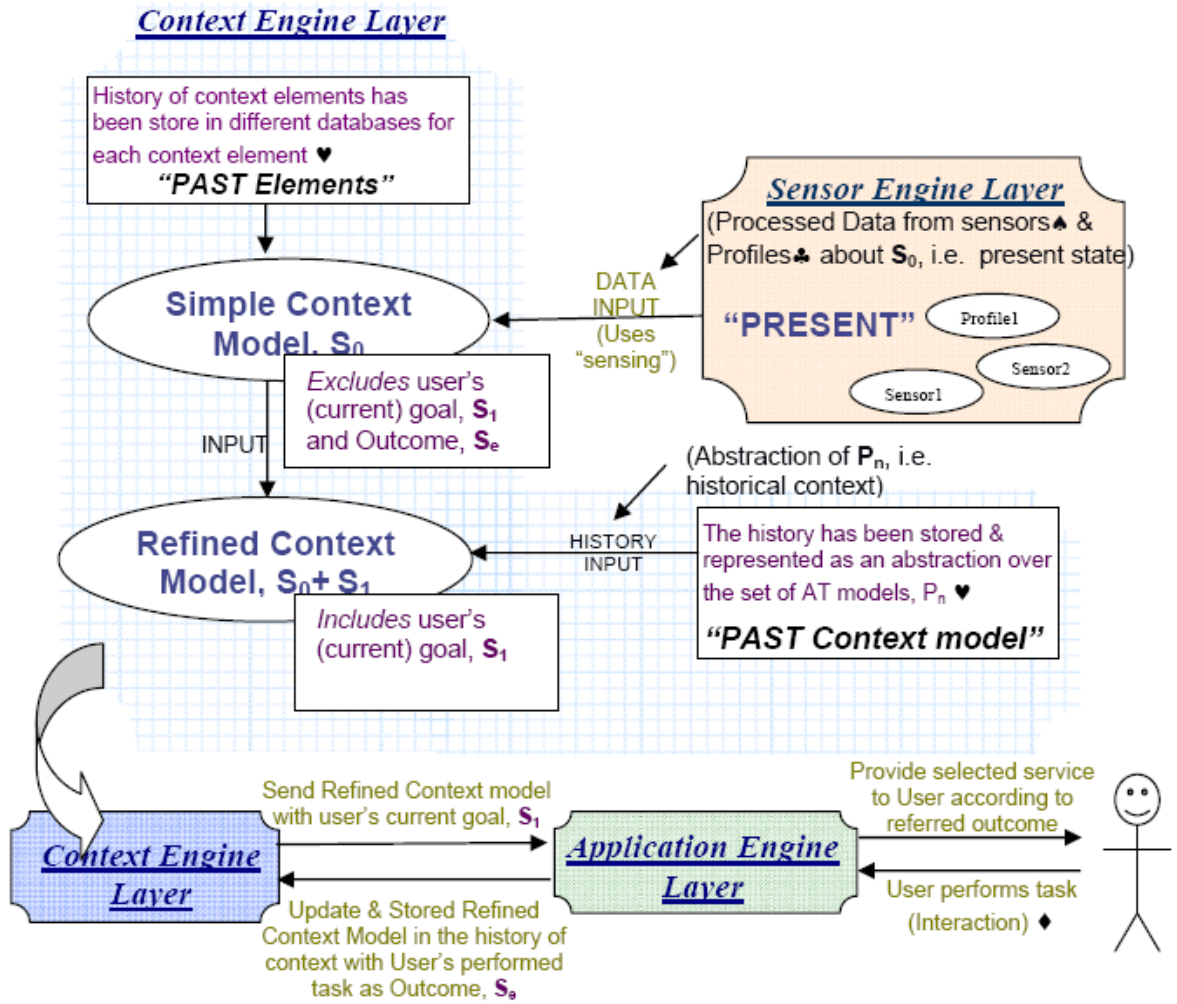 Context Engine Layer
History of context elements has
been store in different databases for
each context element ♥
“PAST Elements”
Sensor Engine Layer
(Processed Data from sensors♠ &
Profiles♣ about S0, i.e. present state)
“PRESENT”
Profile1
Sensor2
Sensor1
DATA
INPUT
(Uses
“sensing”)
Simple Context
Model, S0
Excludes user's
(current) goal, S1
and Outcome, Se
INPUT
(Abstraction of Pn, i.e.
historical context)
HISTORY
INPUT
The history has been stored &
represented as an abstraction over
the set of AT models, Pn ♥
“PAST Context model”
Refined Context
Model, S0+ S1
Includes user's
(current) goal, S1
Send Refined Context model
with user's current goal, S1
Provide selected service
to User according to
referred outcome
Context Engine
Layer
Application Engine
Layer
Update & Stored Refined
Context Model in the history of
context with User's performed
task as Outcome, Se
User performs task
(Interaction) ♦